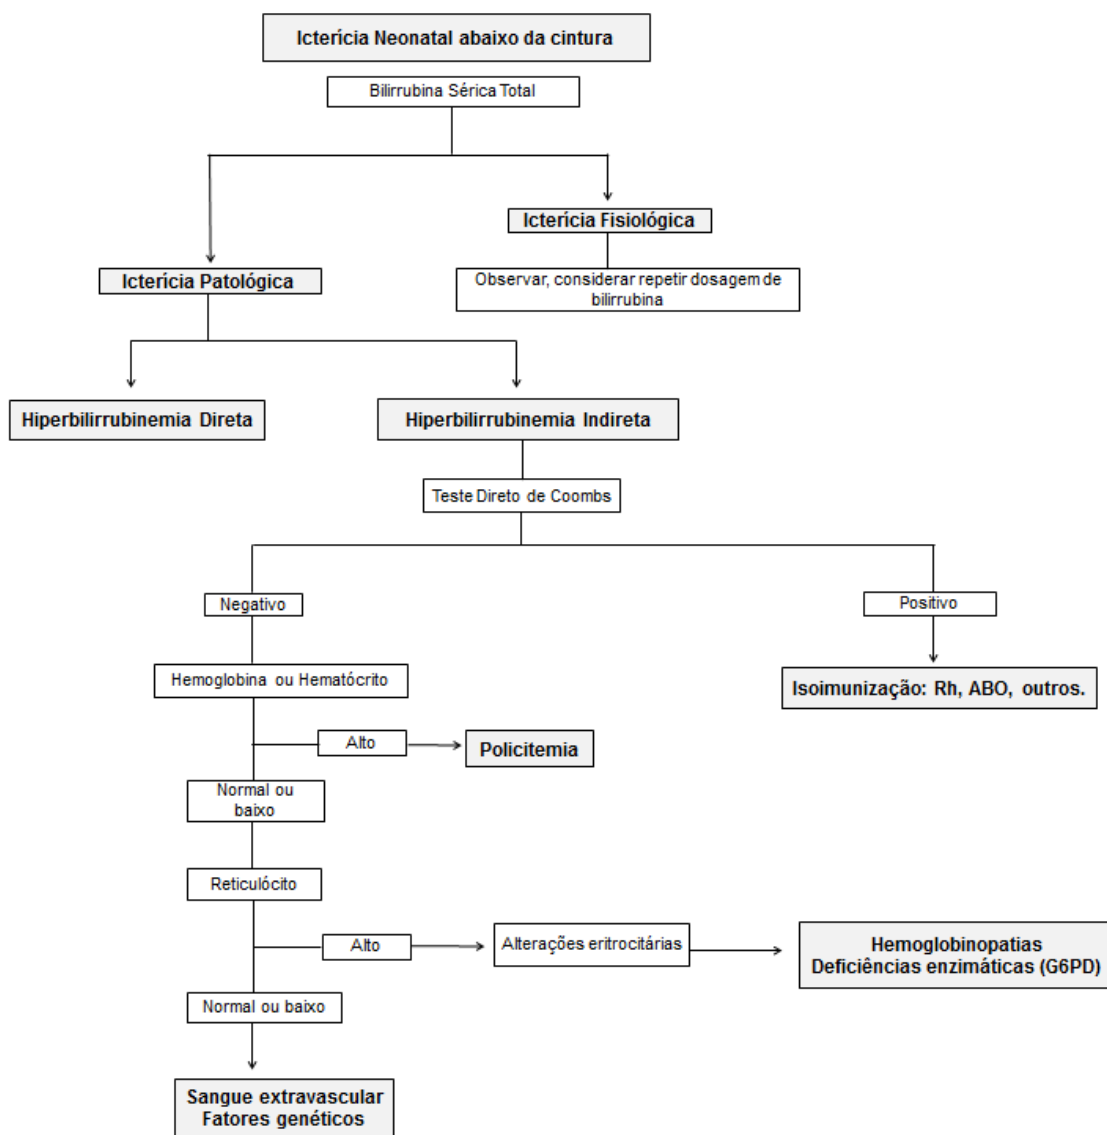 Icterícia Neonatal abaixo da cintura
Bilirrubina Sérica Total
Icterícia Fisiológica
Icterícia Patológica
Observar, considerar repetir dosagem de
bilirrubina
Hiperbilirrubinemia Direta
Hiperbilirrubinemia Indireta
Teste Direto de Coombs
Negativo
Positivo
Hemoglobina ou Hematócrito
Isoimunização: Rh, ABO, outros.
Alto
Policitemia
Normal ou
baixo
Reticulócito
Alto
Alterações eritrocitárias
Hemoglobinopatias
Deficiências enzimáticas (G6PD)
Normal ou baixo
Sangue extravascular
Fatores genéticos